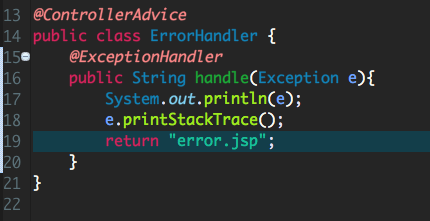 13 @ControllerAdvice
14 public class ErrorHandler {
15 @ExceptionHandler
16 public String handle(Exception e){
17 System.out.println(e);
18 e.printStackTrace();
19 return "error.jsp";
20 }
21 }
22